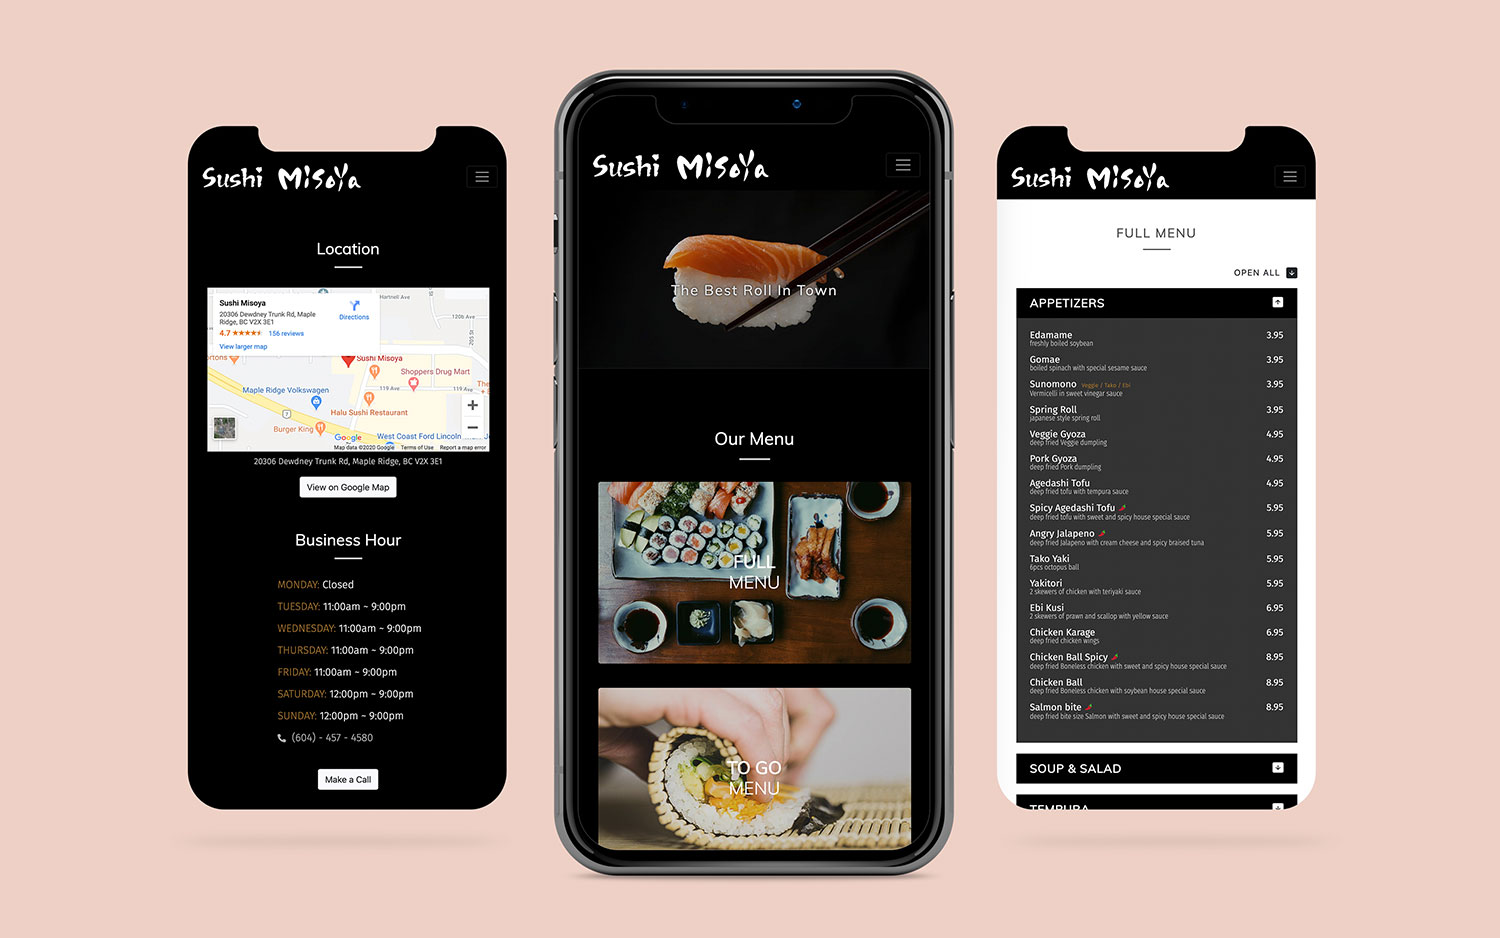 Sushi Misoya
Location
Sushi Misoya
20306 Dewdney Trunk Rd, Maple
Ridge, BC V2X 3E1
4.7
156 reviews
View larger map
Directions
Hartnell Ave
120b Ave
203 St
rtons
Sushi Misoya
Shoppers Drug Mart
The
119 Ave
119 Ave
Maple Ridge Volkswagen
7
Halu Sushi Restaurant
Burger King
Google
West Coast Ford Lincoln
Map data ©2020 Google
Terms of Use
Report a map error
20306 Dewdney Trunk Rd, Maple Ridge, BC V2X 3E1
View on Google Map
Business Hour
MONDAY: Closed
TUESDAY: 11:00am ~ 9:00pm
WEDNESDAY: 11:00am ~ 9:00pm
THURSDAY: 11:00am ~ 9:00pm
FRIDAY: 11:00am ~ 9:00pm
SATURDAY: 12:00pm ~ 9:00pm
SUNDAY: 12:00pm ~ 9:00pm
(604) - 457 - 4580
Make a Call
Sushi Misoya
The Best Roll In Town
Our Menu
FULL
MENU
TO GO
MENU
Sushi Misoya
FULL MENU
OPEN ALL
APPETIZERS
Edamame 3.95
freshly boiled soybean
Gomae 3.95
boiled spinach with special sesame sauce
Sunomono Veggie / Tako / Ebi 3.95
Vermicelli in sweet vinegar sauce
Spring Roll 3.95
japanese style spring roll
Veggie Gyoza 4.95
deep fried Veggie dumpling
Pork Gyoza 4.95
deep fried Pork dumpling
Agedashi Tofu 4.95
deep fried tofu with tempura sauce
Spicy Agedashi Tofu 5.95
deep fried tofu with sweet and spicy house special sauce
Angry Jalapeno 5.95
deep fried Jalapeno with cream cheese and spicy braised tuna
Tako Yaki 5.95
6pcs octopus ball
Yakitori 5.95
2 skewers of chicken with teriyaki sauce
Ebi Kusi 6.95
2 skewers of prawn and scallop with yellow sauce
Chicken Karage 6.95
deep fried chicken wings
Chicken Ball Spicy 8.95
deep fried Boneless chicken with sweet and spicy house special sauce
Chicken Ball 8.95
deep fried Boneless chicken with soybean house special sauce
Salmon bite 8.95
deep fried bite size Salmon with sweet and spicy house special sauce
SOUP & SALAD
TEMPURA